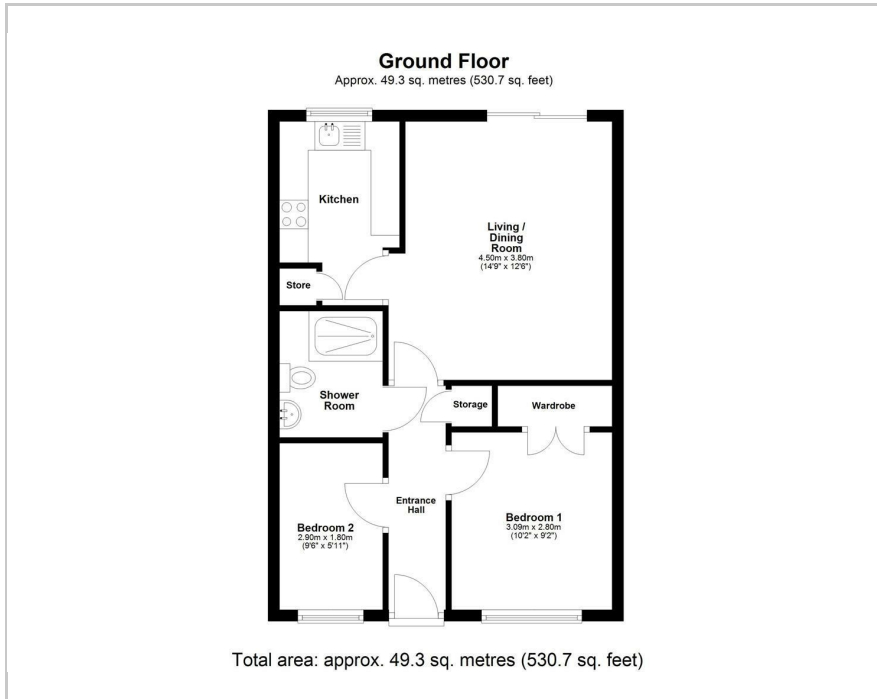 Ground Floor
Approx. 49.3 sq. metres (530.7 sq. feet)
Kitchen
Living /
Dining
Room
4.50m x 3.80m
(14'9" x 12'6")
Store
Shower
Room
Storage
Wardrobe
Entrance
Hall
Bedroom 2
2.90m x 1.80m
(9'6" x 5'11")
Bedroom 1
3.09m x 2.80m
(10'2" x 9'2")
Total area: approx. 49.3 sq. metres (530.7 sq. feet)